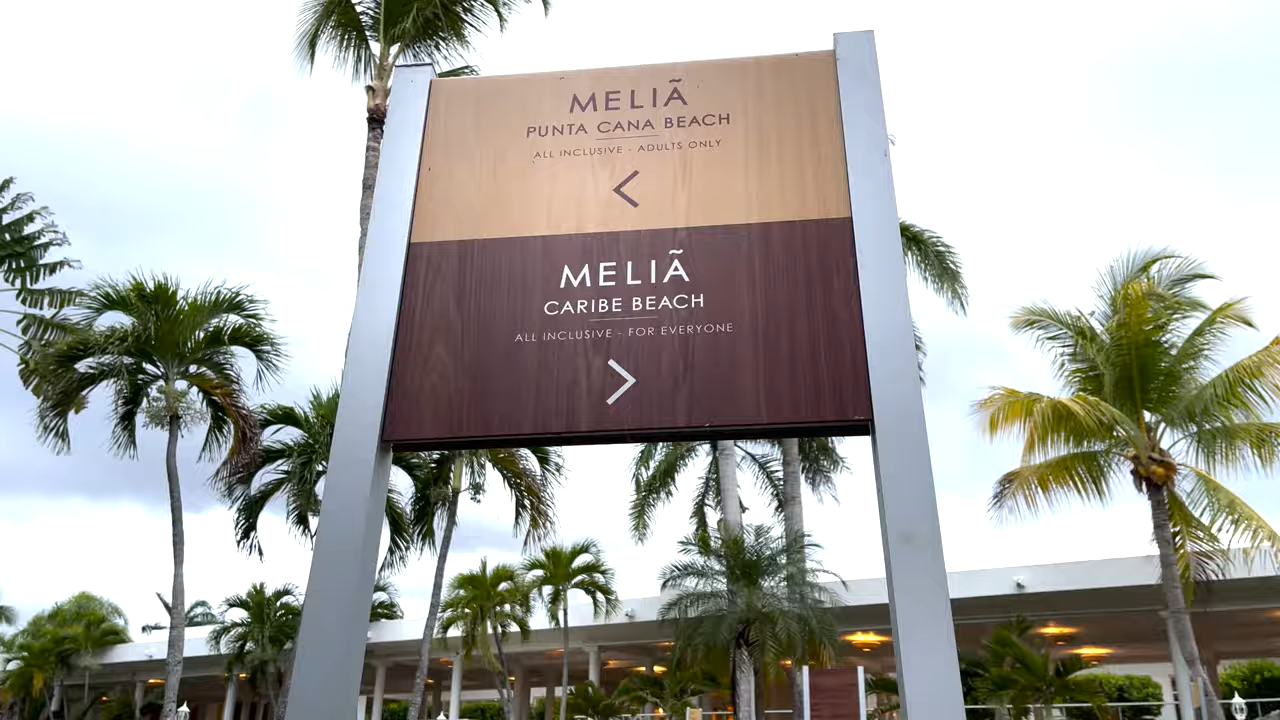 MELIÃ
PUNTA CANA BEACH
ALL INCLUSIVE - ADULTS ONLY
<
MELIÃ
CARIBE BEACH
ALL INCLUSIVE - FOR EVERYONE
>